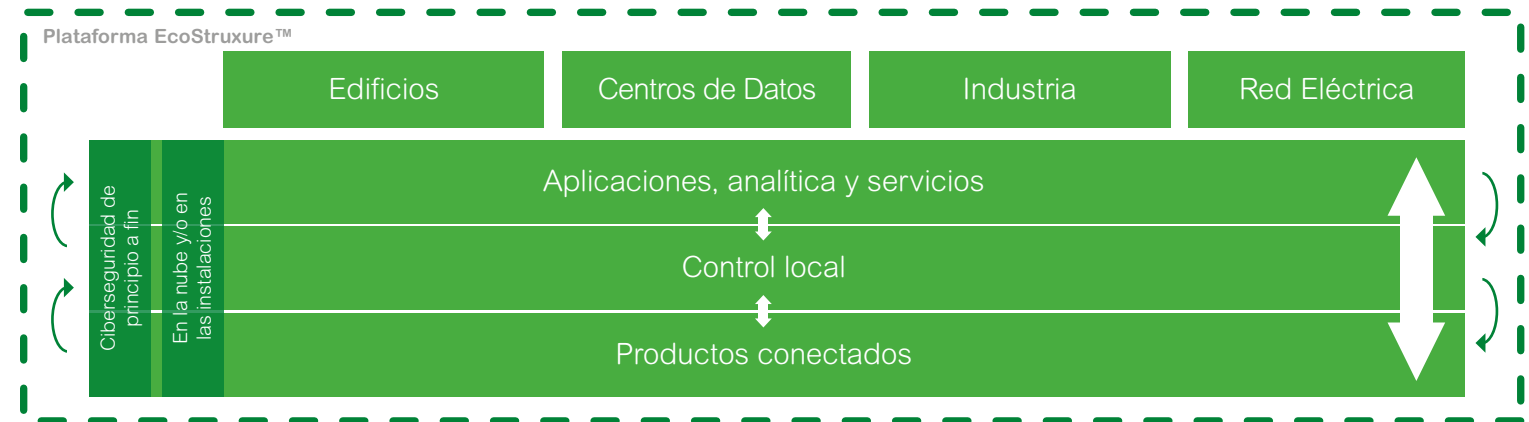 Plataforma EcoStruxure™
Edificios
Centros de Datos
Industria
Red Eléctrica
Ciberseguridad de
principio a fin
En la nube y/o en
las instalaciones
Aplicaciones, analítica y servicios
Control local
Productos conectados